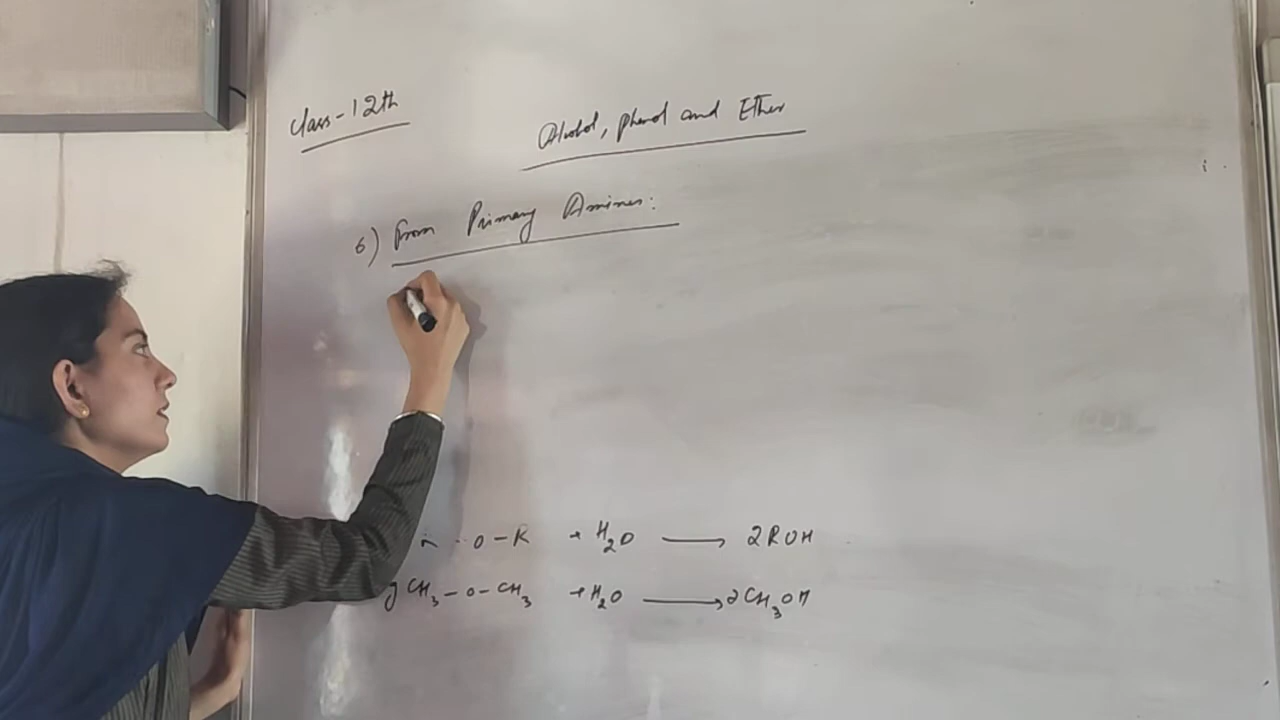 Class-12th
Alcohol, phenol and Ether
6) From Primary Amines:
-O-R + H2O ⟶ 2ROH
CH3-O-CH3 + H2O ⟶ 2CH3OH